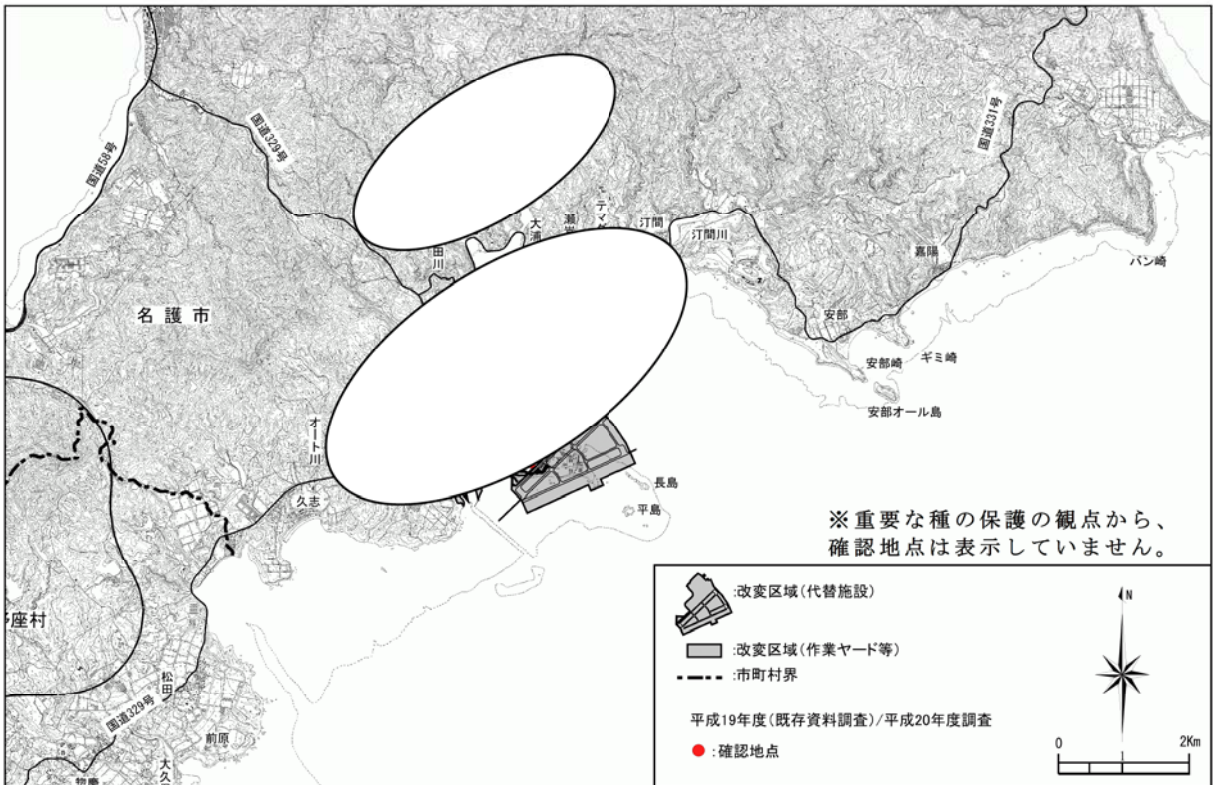 国道58号
国道329号
国道331号
テマ
瀬嵩
大浦
汀間
汀間川
田川
嘉陽
バン崎
名護市
安部
安部崎
ギミ崎
安部オール島
オート川
久志
長島
平島
※重要な種の保護の観点から、
確認地点は表示していません。
座村
松田
国道329号
前原
大久
:改変区域(代替施設)
:改変区域(作業ヤード等)
:市町村界
平成19年度(既存資料調査)/平成20年度調査
:確認地点
N
0 2Km